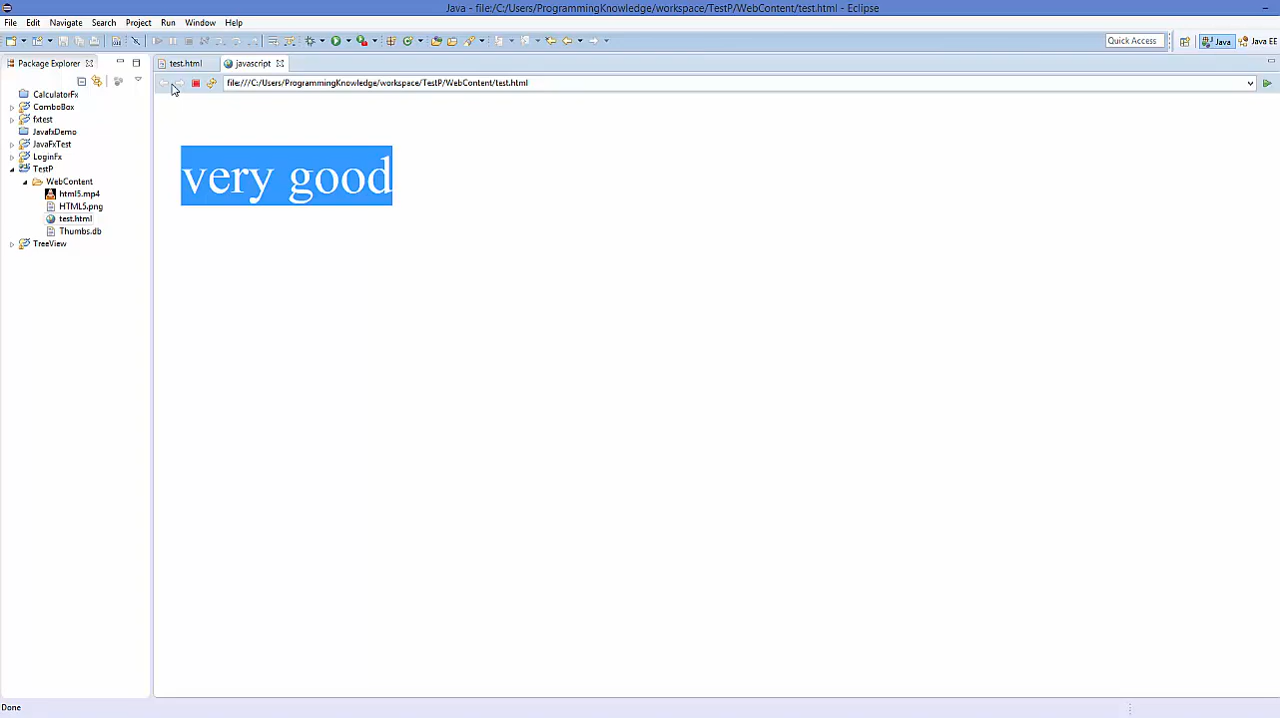 Java - file:/C:/Users/ProgrammingKnowledge/workspace/TestP/WebContent/test.html - Eclipse
File Edit Navigate Search Project Run Window Help
Quick Access Java Java EE
Package Explorer test.html javascript
file:///C:/Users/ProgrammingKnowledge/workspace/TestP/WebContent/test.html
CalculatorFx
ComboBox
fxtest
JavafxDemo
JavaFxTest
LoginFx
TestP
WebContent
html5.mp4
HTML5.png
test.html
Thumbs.db
TreeView
very good
Done